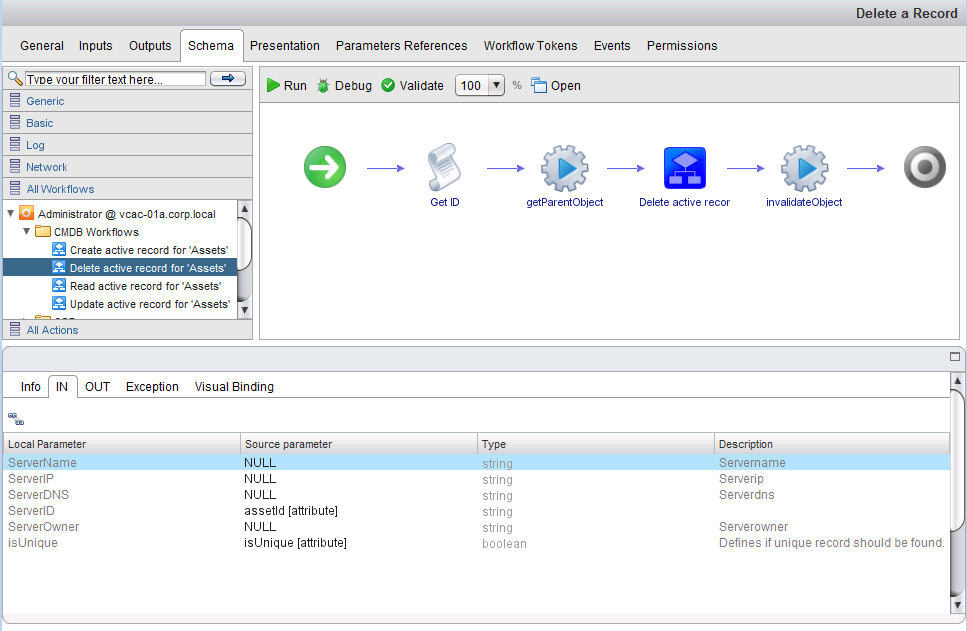 Delete a Record
General Inputs Outputs Schema Presentation Parameters References Workflow Tokens Events Permissions
Type your filter text here...
Run Debug Validate 100 % Open
Generic
Basic
Log
Network
All Workflows
Administrator @ vcac-01a.corp.local
CMDB Workflows
Create active record for 'Assets'
Delete active record for 'Assets'
Read active record for 'Assets'
Update active record for 'Assets'
All Actions
Get ID getParentObject Delete active recor invalidateObject
Info IN OUT Exception Visual Binding
Local Parameter Source parameter Type Description
ServerName NULL string Servername
ServerIP NULL string Serverip
ServerDNS NULL string Serverdns
ServerID assetId [attribute] string
ServerOwner NULL string Serverowner
isUnique isUnique [attribute] boolean Defines if unique record should be found.